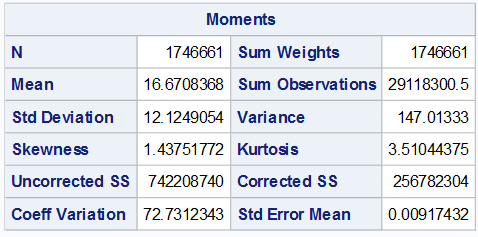 Moments
N 1746661 Sum Weights 1746661
Mean 16.6708368 Sum Observations 29118300.5
Std Deviation 12.1249054 Variance 147.01333
Skewness 1.43751772 Kurtosis 3.51044375
Uncorrected SS 742208740 Corrected SS 256782304
Coeff Variation 72.7312343 Std Error Mean 0.00917432